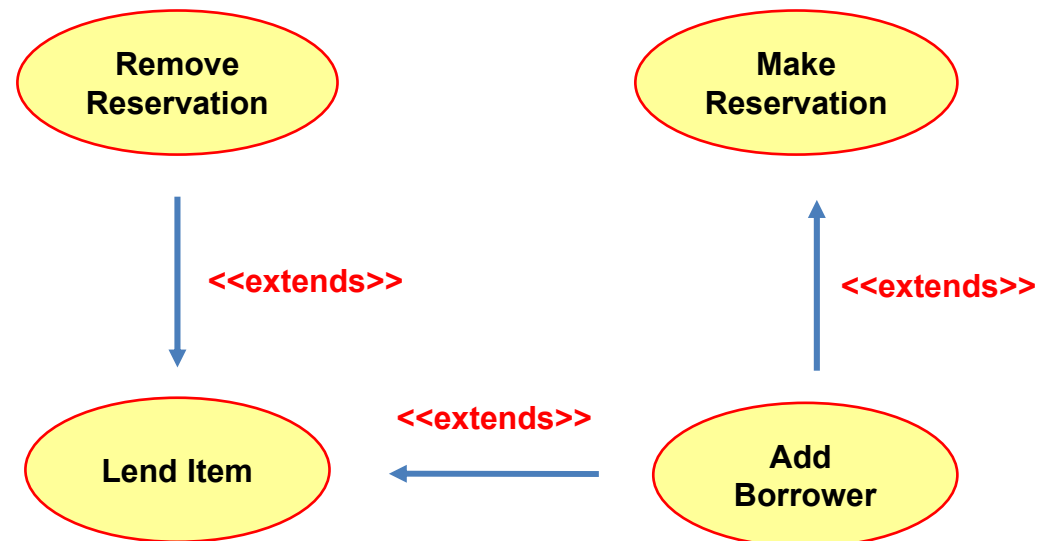 Remove
Reservation
Make
Reservation
<<extends>>
<<extends>>
<<extends>>
Lend Item
Add
Borrower